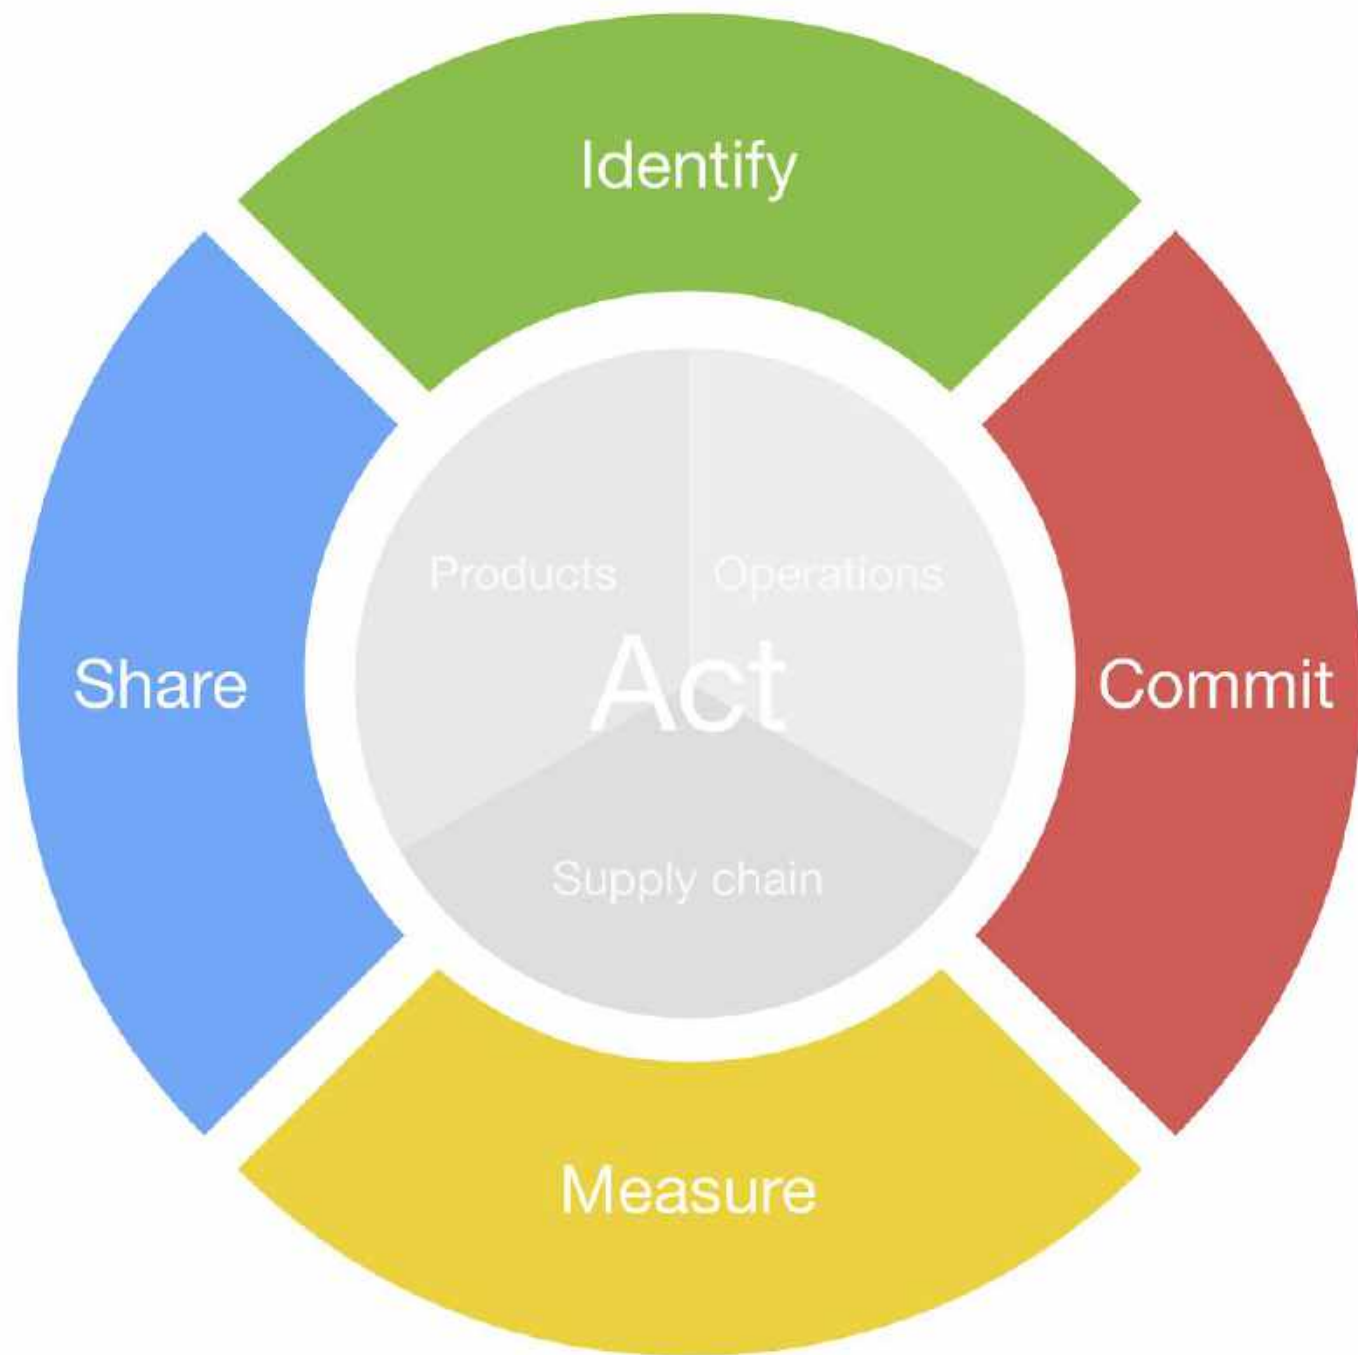 Identify
Products
Operations
Act
Share
Commit
Supply chain
Measure